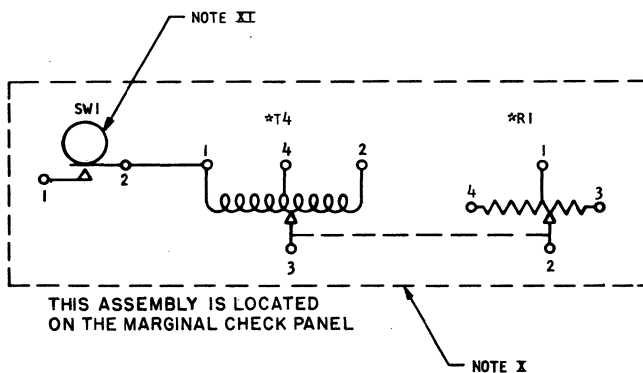 NOTE XI
SW1
*T4
*R1
1
4
2
1
2
1
4
3
3
2
THIS ASSEMBLY IS LOCATED
ON THE MARGINAL CHECK PANEL
NOTE X